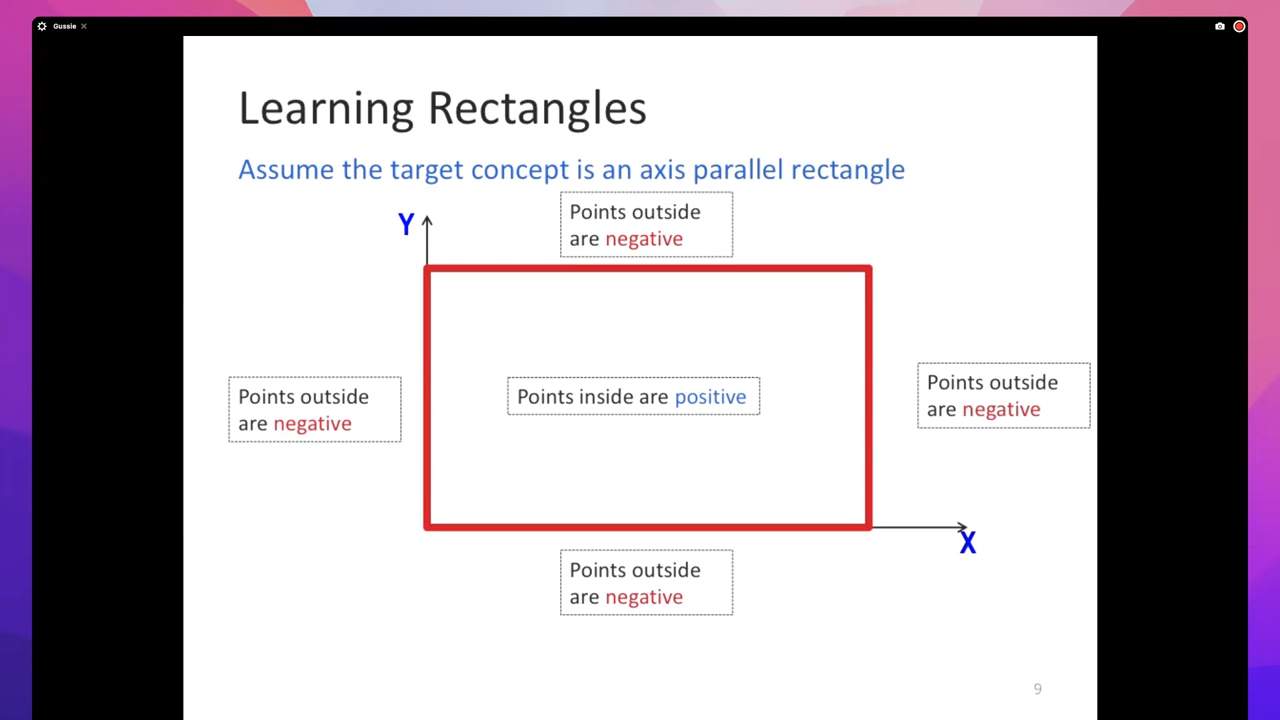 Gussie
Learning Rectangles
Assume the target concept is an axis parallel rectangle
Y
Points outside
are negative
Points outside
are negative
Points inside are positive
Points outside
are negative
X
Points outside
are negative
9